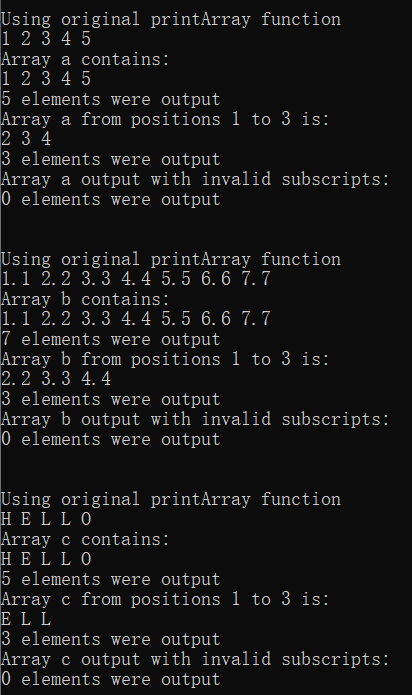 Using original printArray function
1 2 3 4 5
Array a contains:
1 2 3 4 5
5 elements were output
Array a from positions 1 to 3 is:
2 3 4
3 elements were output
Array a output with invalid subscripts:
0 elements were output
Using original printArray function
1.1 2.2 3.3 4.4 5.5 6.6 7.7
Array b contains:
1.1 2.2 3.3 4.4 5.5 6.6 7.7
7 elements were output
Array b from positions 1 to 3 is:
2.2 3.3 4.4
3 elements were output
Array b output with invalid subscripts:
0 elements were output
Using original printArray function
H E L L O
Array c contains:
H E L L O
5 elements were output
Array c from positions 1 to 3 is:
E L L
3 elements were output
Array c output with invalid subscripts:
0 elements were output